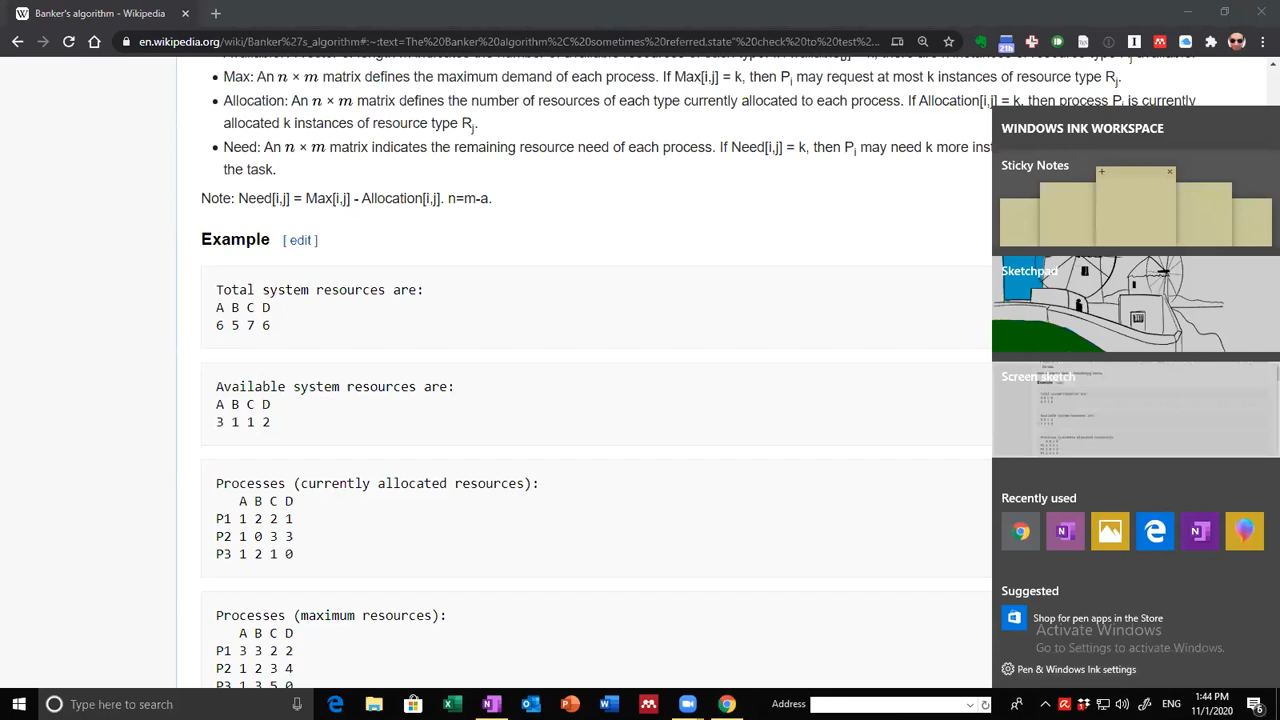 Banker's algorithm - Wikipedia
en.wikipedia.org/wiki/Banker%27s_algorithm#:~:text=The%20Banker%20algorithm%2C%20sometimes%20referred.state"%20check%20to%20test%2...
21h
• Max: An n × m matrix defines the maximum demand of each process. If Max[i,j] = k, then Pi may request at most k instances of resource type Rj.
• Allocation: An n × m matrix defines the number of resources of each type currently allocated to each process. If Allocation[i,j] = k, then process Pi is currently
allocated k instances of resource type Rj.
• Need: An n × m matrix indicates the remaining resource need of each process. If Need[i,j] = k, then Pi may need k more ins
the task.
Note: Need[i,j] = Max[i,j] - Allocation[i,j]. n=m-a.
Example [ edit ]
Total system resources are:
A B C D
6 5 7 6
Available system resources are:
A B C D
3 1 1 2
Processes (currently allocated resources):
A B C D
P1 1 2 2 1
P2 1 0 3 3
P3 1 2 1 0
Processes (maximum resources):
A B C D
P1 3 3 2 2
P2 1 2 3 4
P3 1 3 5 0
WINDOWS INK WORKSPACE
Sticky Notes
Sketchpad
Screen sketch
Recently used
Suggested
Shop for pen apps in the Store
Activate Windows
Go to Settings to activate Windows.
Pen & Windows Ink settings
Type here to search
Address
ENG
1:44 PM
11/1/2020
6